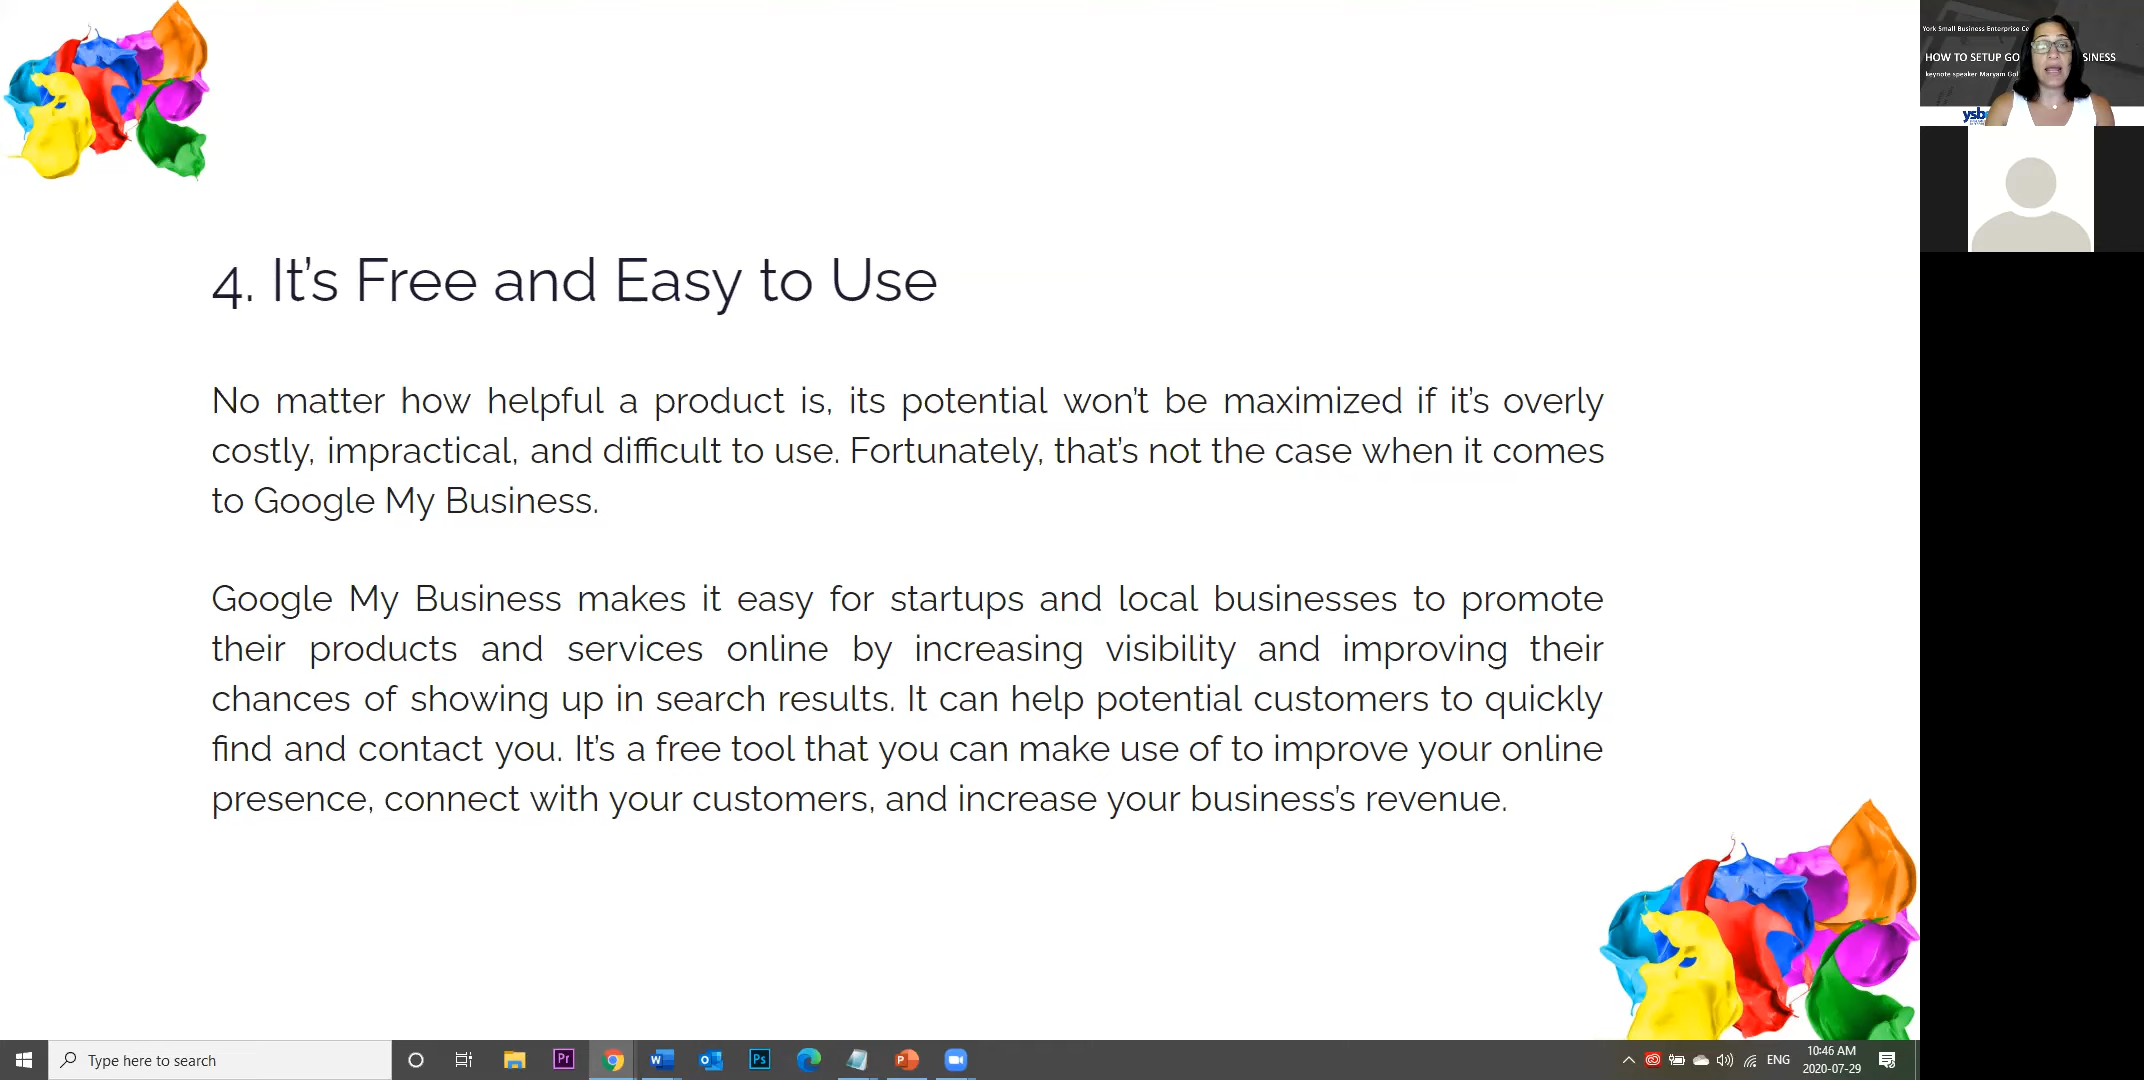 4. It’s Free and Easy to Use
No matter how helpful a product is, its potential won’t be maximized if it’s overly
costly, impractical, and difficult to use. Fortunately, that’s not the case when it comes
to Google My Business.
Google My Business makes it easy for startups and local businesses to promote
their products and services online by increasing visibility and improving their
chances of showing up in search results. It can help potential customers to quickly
find and contact you. It’s a free tool that you can make use of to improve your online
presence, connect with your customers, and increase your business’s revenue.
York Small Business Enterprise
HOW TO SETUP
keynote speaker Maryam
Type here to search
Pr
W
Ps
P
ENG
10:46 AM
2020-07-29